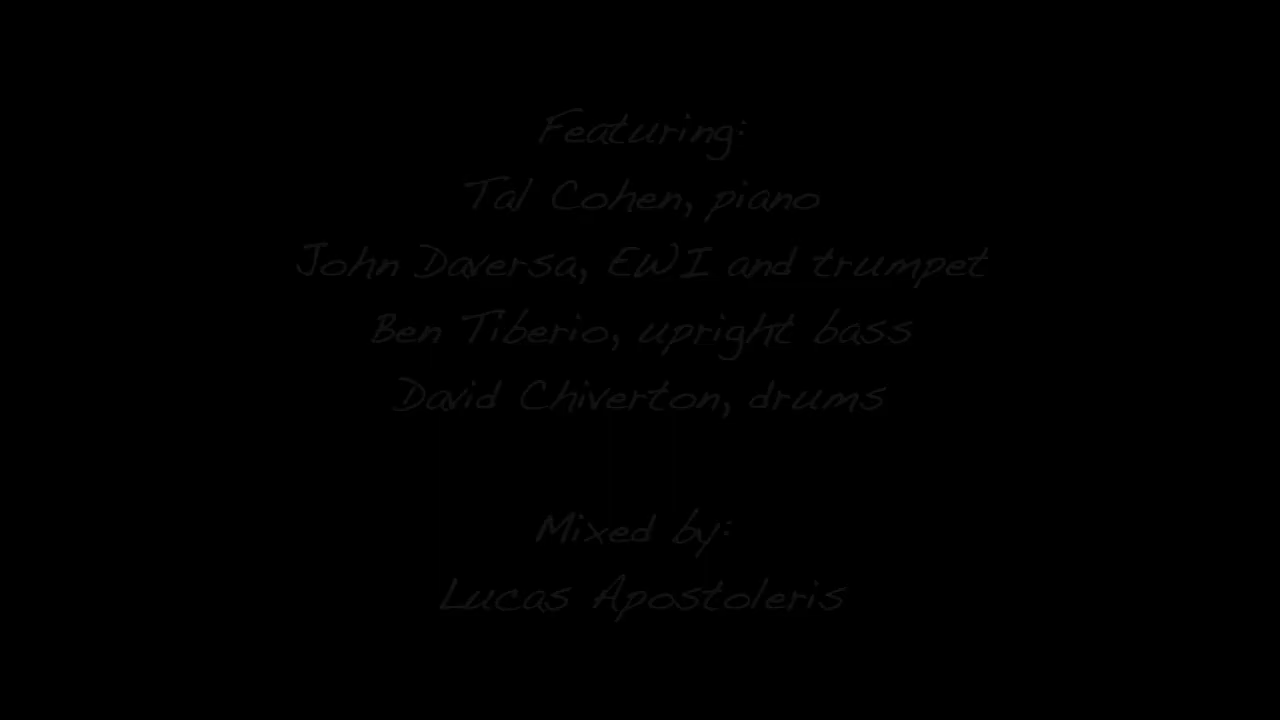 Featuring:
Tal Cohen, piano
John Daversa, EWI and trumpet
Ben Tiberio, upright bass
David Chiverton, drums
Mixed by:
Lucas Apostoleris